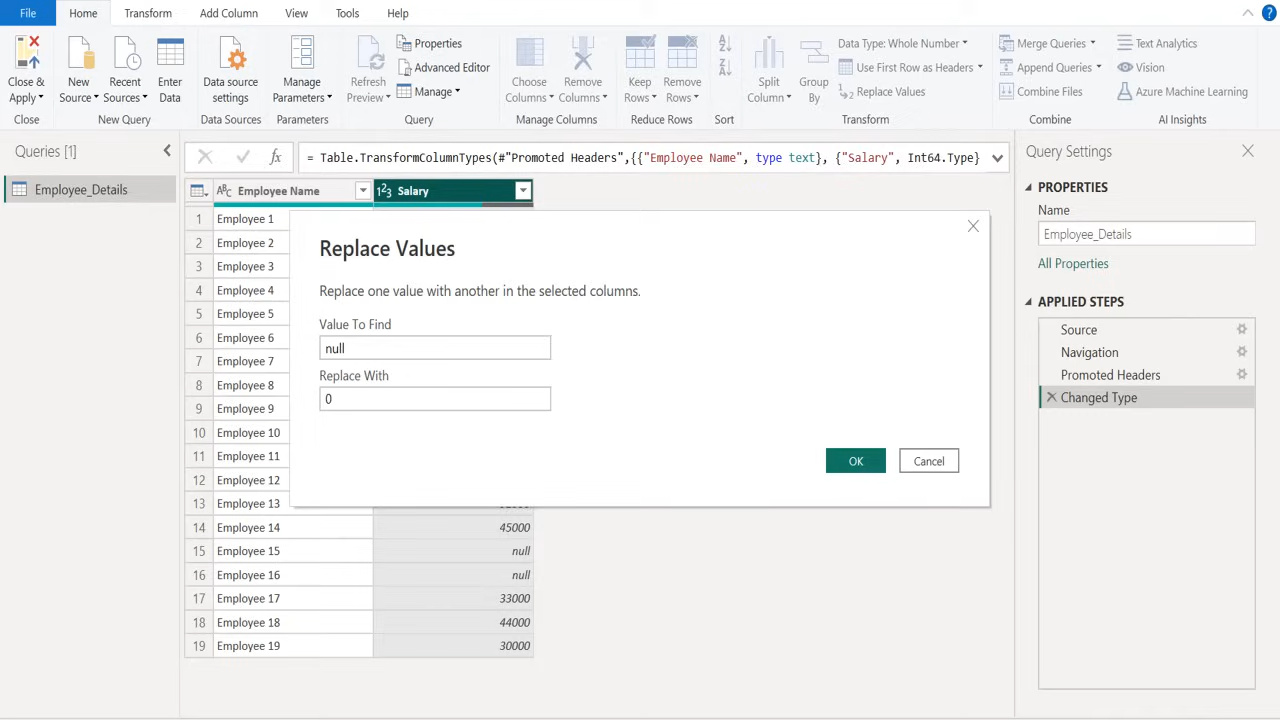 File Home Transform Add Column View Tools Help
Close & Apply
New Source
Recent Sources
Enter Data
Data source settings
Manage Parameters
Refresh Preview
Properties
Advanced Editor
Manage
Choose Columns
Remove Columns
Keep Rows
Remove Rows
Split Column
Group By
Data Type: Whole Number
Use First Row as Headers
Replace Values
Merge Queries
Append Queries
Combine Files
Text Analytics
Vision
Azure Machine Learning
Close New Query Data Sources Parameters Query Manage Columns Reduce Rows Sort Transform Combine AI Insights
Queries [1]
Employee_Details
fx = Table.TransformColumnTypes(#"Promoted Headers",{{"Employee Name", type text}, {"Salary", Int64.Type}
ABC Employee Name 123 Salary
1 Employee 1
2 Employee 2
3 Employee 3
4 Employee 4
5 Employee 5
6 Employee 6
7 Employee 7
8 Employee 8
9 Employee 9
10 Employee 10
11 Employee 11
12 Employee 12
13 Employee 13
14 Employee 14 45000
15 Employee 15 null
16 Employee 16 null
17 Employee 17 33000
18 Employee 18 44000
19 Employee 19 30000
Replace Values
Replace one value with another in the selected columns.
Value To Find
null
Replace With
0
OK Cancel
Query Settings
PROPERTIES
Name
Employee_Details
All Properties
APPLIED STEPS
Source
Navigation
Promoted Headers
Changed Type